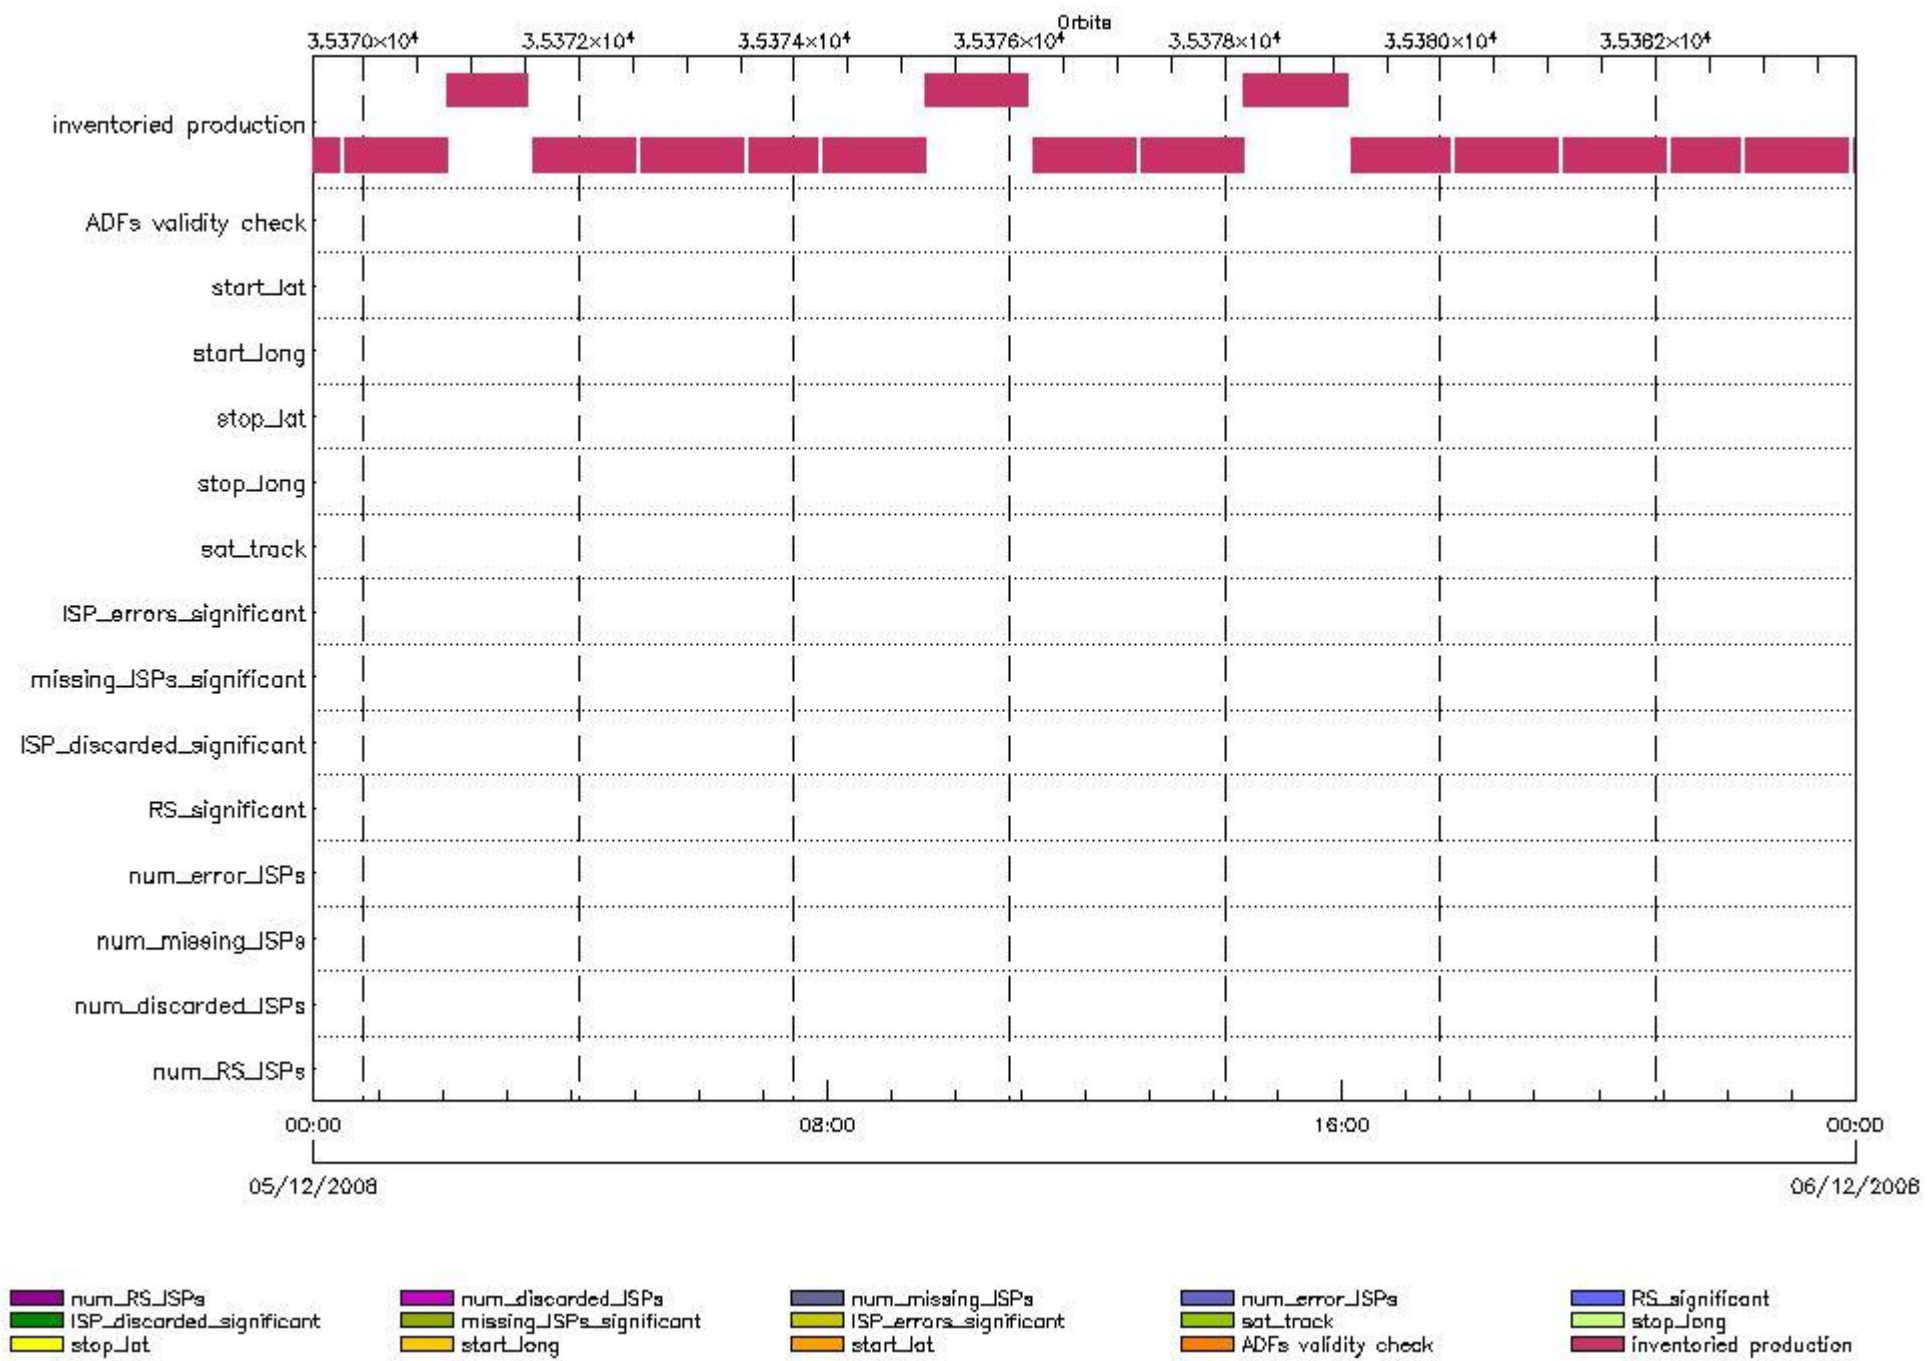 Orbits
3.5370×10⁴ 3.5372×10⁴ 3.5374×10⁴ 3.5376×10⁴ 3.5378×10⁴ 3.5380×10⁴ 3.5382×10⁴
inventoried production
ADFs validity check
start_lat
start_long
stop_lat
stop_long
sat_track
ISP_errors_significant
missing_ISPs_significant
ISP_discarded_significant
RS_significant
num_error_ISPs
num_missing_ISPs
num_discarded_ISPs
num_RS_ISPs
00:00 08:00 16:00 00:00
05/12/2008 06/12/2008
num_RS_ISPs num_discarded_ISPs num_missing_ISPs num_error_ISPs RS_significant
ISP_discarded_significant missing_ISPs_significant ISP_errors_significant sat_track stop_long
stop_lat start_long start_lat ADFs validity check inventoried production